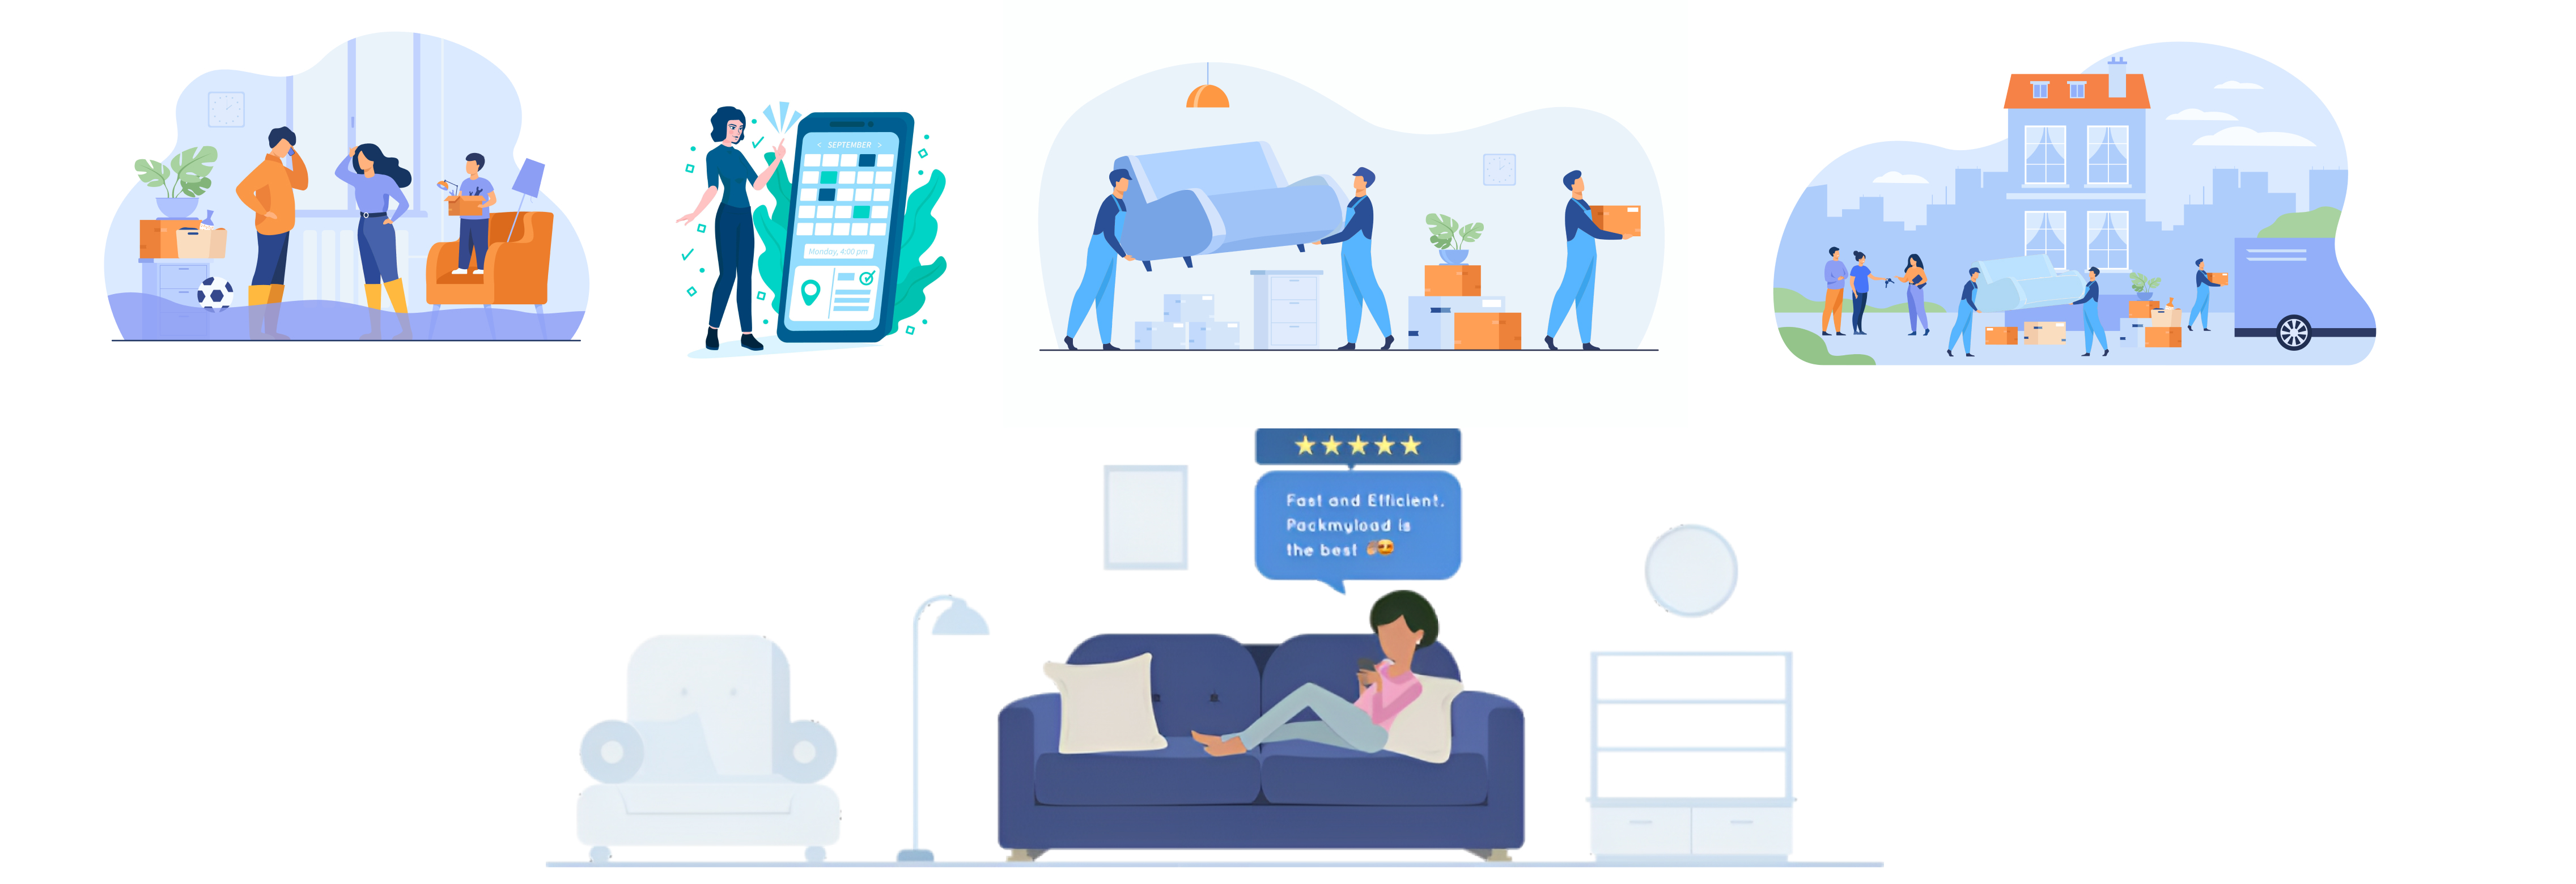 SEPTEMBER
Monday, 4:00 pm
Fast and Efficient.
Packmyload is
the best 👏😍